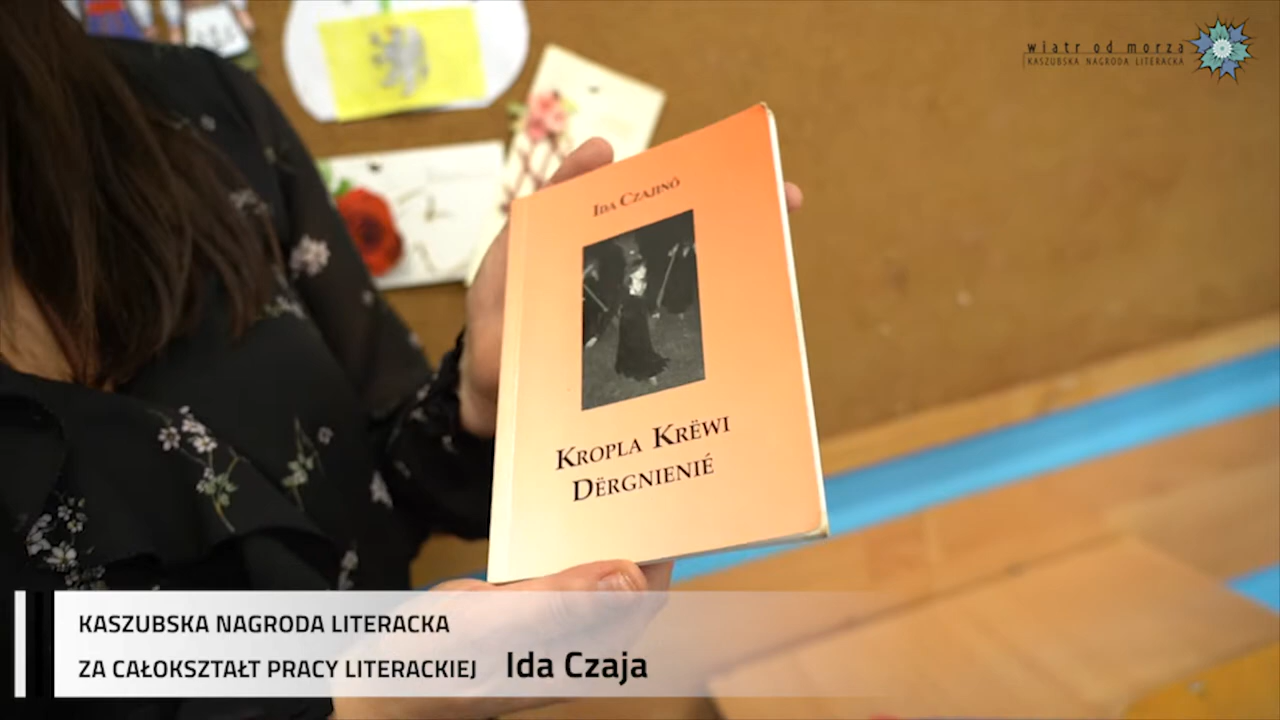 wiatr od morza
KASZUBSKA NAGRODA LITERACKA
IDA CZAJINÔ
KROPLA KRËWI
DËRGNIENIÉ
KASZUBSKA NAGRODA LITERACKA
ZA CAŁOKSZTAŁT PRACY LITERACKIEJ Ida Czaja